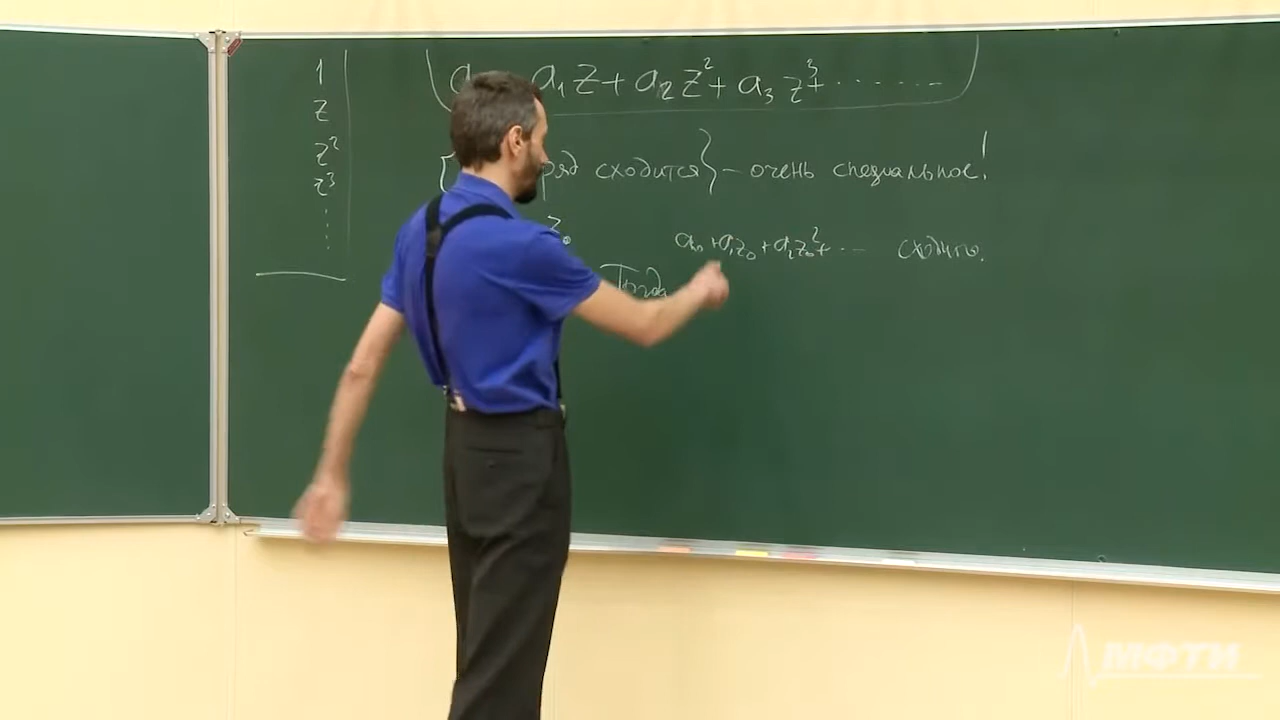 1
z
z²
z³
⋮
a₁z + a₂z² + a₃z³ + .......
{ ряд сходится} – очень специальное!
z₀ a₀ + a₁z₀ + a₂z₀² + ... сходится.
Тогда
МФТИ